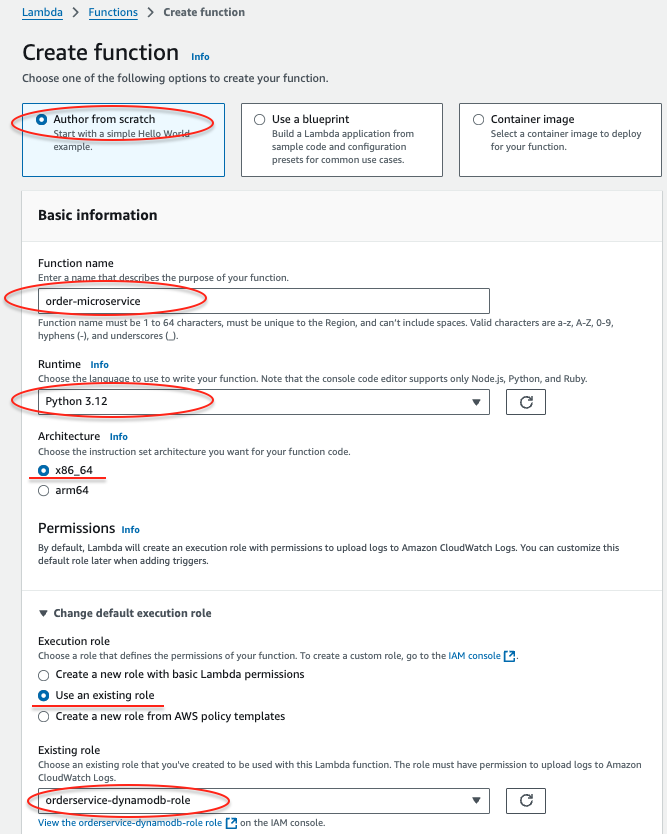 Lambda > Functions > Create function
Create function Info
Choose one of the following options to create your function.
Author from scratch
Start with a simple Hello World
example.
Use a blueprint
Build a Lambda application from
sample code and configuration
presets for common use cases.
Container image
Select a container image to deploy
for your function.
Basic information
Function name
Enter a name that describes the purpose of your function.
order-microservice
Function name must be 1 to 64 characters, must be unique to the Region, and can't include spaces. Valid characters are a-z, A-Z, 0-9,
hyphens (-), and underscores (_).
Runtime Info
Choose the language to use to write your function. Note that the console code editor supports only Node.js, Python, and Ruby.
Python 3.12
Architecture Info
Choose the instruction set architecture you want for your function code.
x86_64
arm64
Permissions Info
By default, Lambda will create an execution role with permissions to upload logs to Amazon CloudWatch Logs. You can customize this
default role later when adding triggers.
Change default execution role
Execution role
Choose a role that defines the permissions of your function. To create a custom role, go to the IAM console.
Create a new role with basic Lambda permissions
Use an existing role
Create a new role from AWS policy templates
Existing role
Choose an existing role that you've created to be used with this Lambda function. The role must have permission to upload logs to Amazon
CloudWatch Logs.
orderservice-dynamodb-role
View the orderservice-dynamodb-role role on the IAM console.